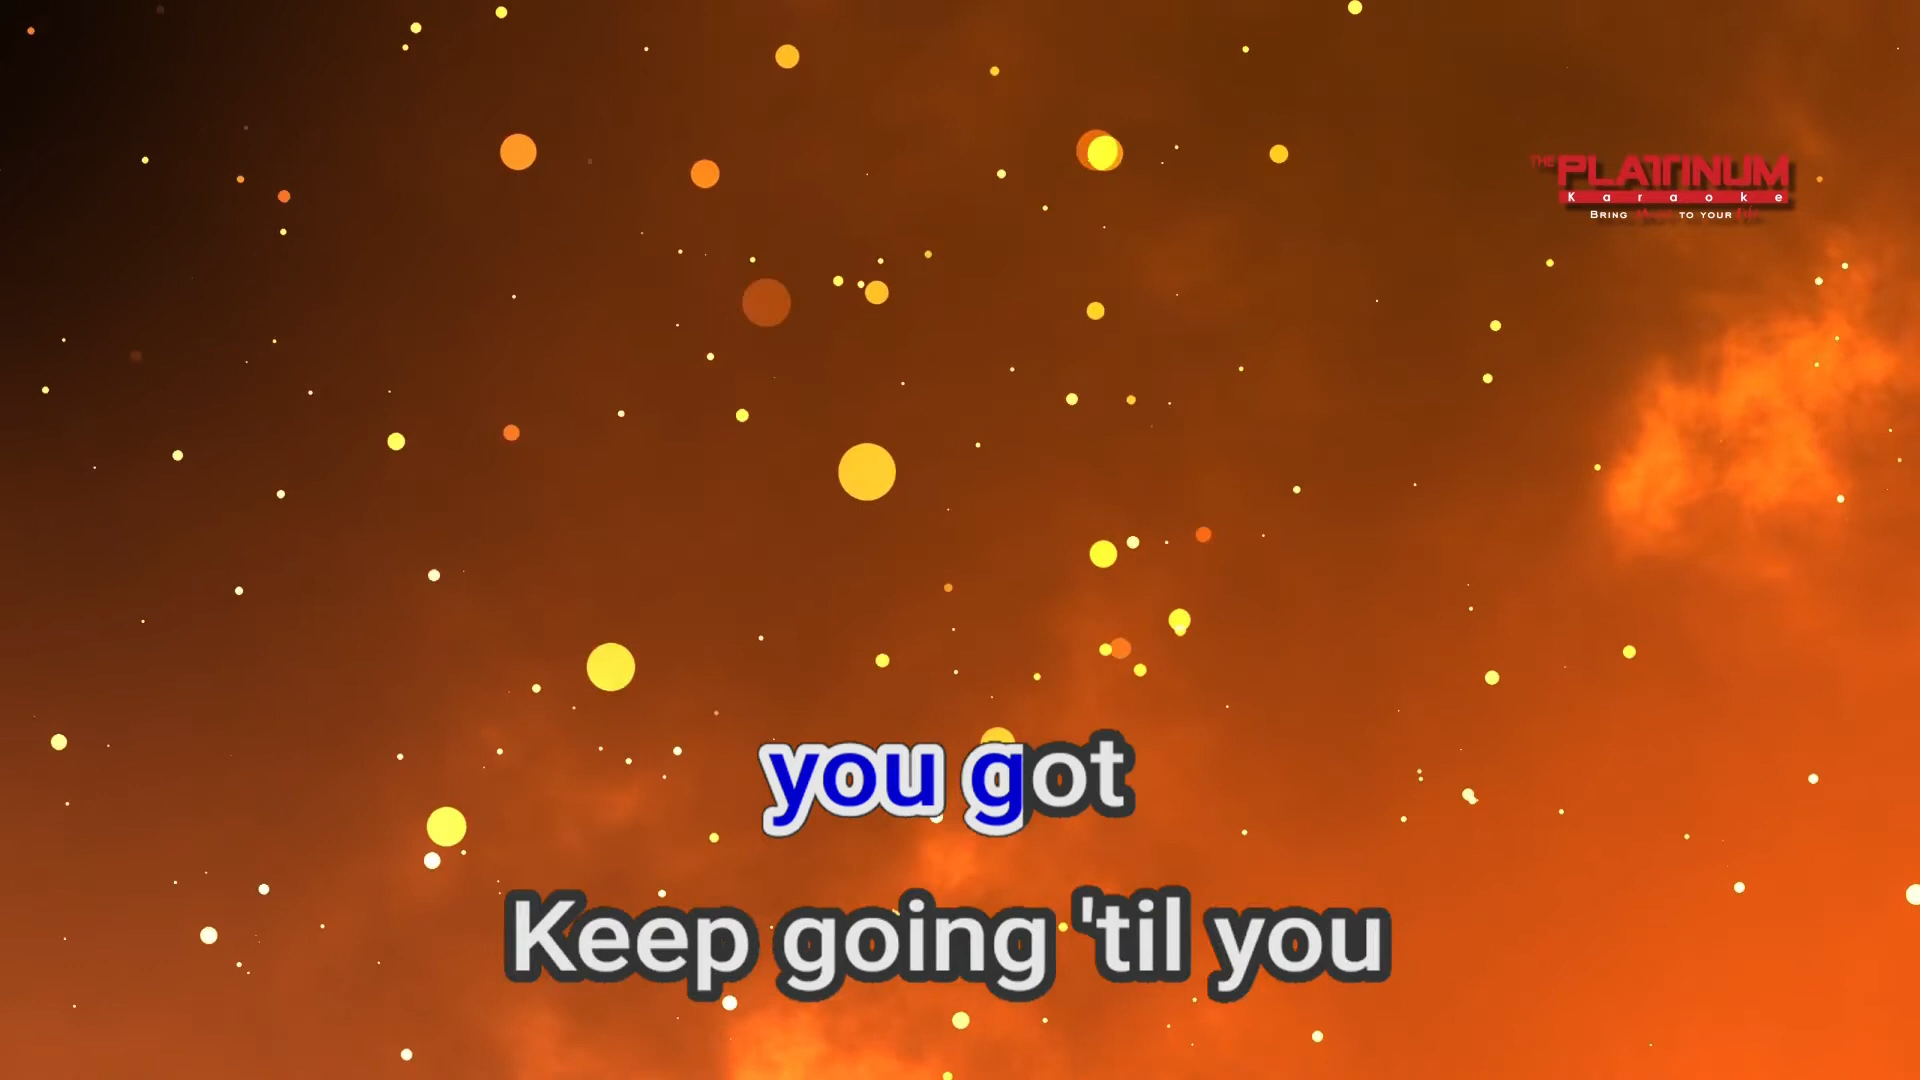 THE PLATINUM
Karaoke
BRING TO YOUR
you got
Keep going 'til you